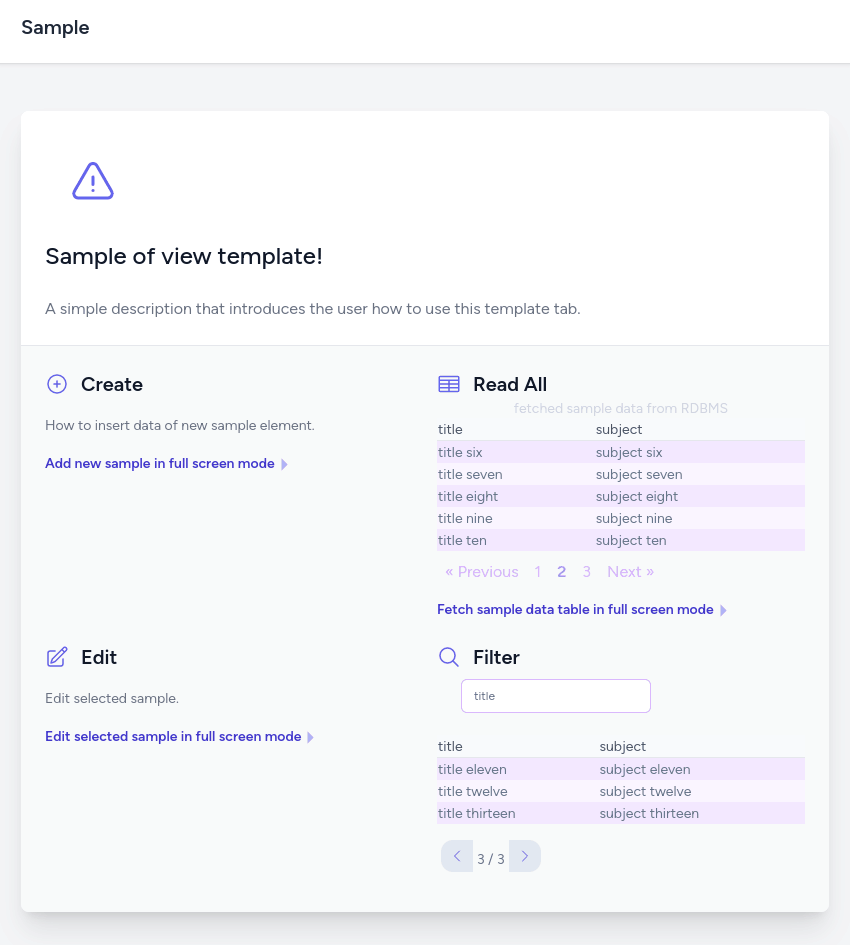 Sample
Sample of view template!
A simple description that introduces the user how to use this template tab.
Create
How to insert data of new sample element.
Add new sample in full screen mode
Read All
fetched sample data from RDBMS
title subject
title six subject six
title seven subject seven
title eight subject eight
title nine subject nine
title ten subject ten
« Previous 1 2 3 Next »
Fetch sample data table in full screen mode
Edit
Edit selected sample.
Edit selected sample in full screen mode
Filter
title
title subject
title eleven subject eleven
title twelve subject twelve
title thirteen subject thirteen
3 / 3